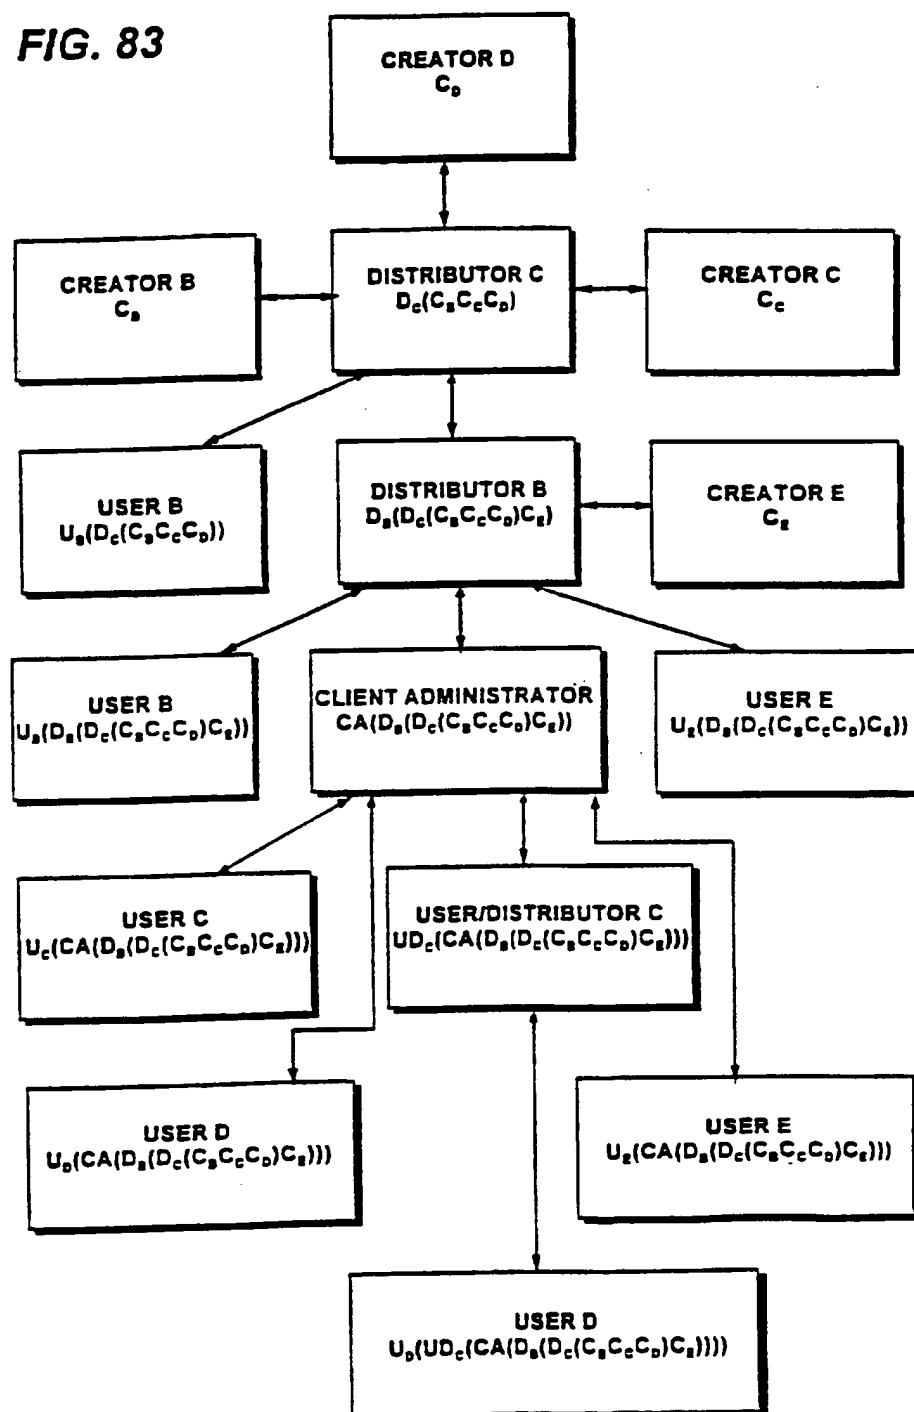 FIG. 83
CREATOR D
C_D
CREATOR B
C_B
DISTRIBUTOR C
D_C(C_BC_CC_D)
CREATOR C
C_C
USER B
U_B(D_C(C_BC_CC_D))
DISTRIBUTOR B
D_B(D_C(C_BC_CC_D)C_E)
CREATOR E
C_E
USER B
U_B(D_B(D_C(C_BC_CC_D)C_E))
CLIENT ADMINISTRATOR
CA(D_B(D_C(C_BC_CC_D)C_E))
USER E
U_E(D_B(D_C(C_BC_CC_D)C_E))
USER C
U_C(CA(D_B(D_C(C_BC_CC_D)C_E)))
USER/DISTRIBUTOR C
UD_C(CA(D_B(D_C(C_BC_CC_D)C_E)))
USER D
U_D(CA(D_B(D_C(C_BC_CC_D)C_E)))
USER E
U_E(CA(D_B(D_C(C_BC_CC_D)C_E)))
USER D
U_D(UD_C(CA(D_B(D_C(C_BC_CC_D)C_E))))